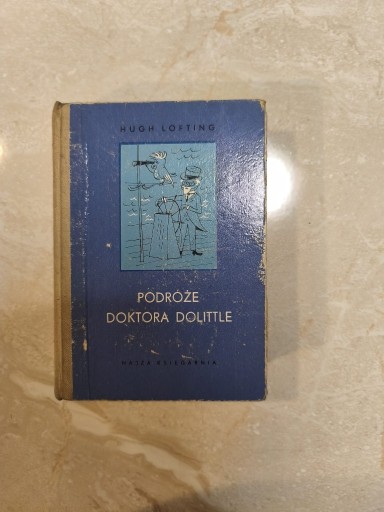 HUGH LOFTING
PODRÓŻE
DOKTORA DOLITTLE
NASZA KSIĘGARNIA